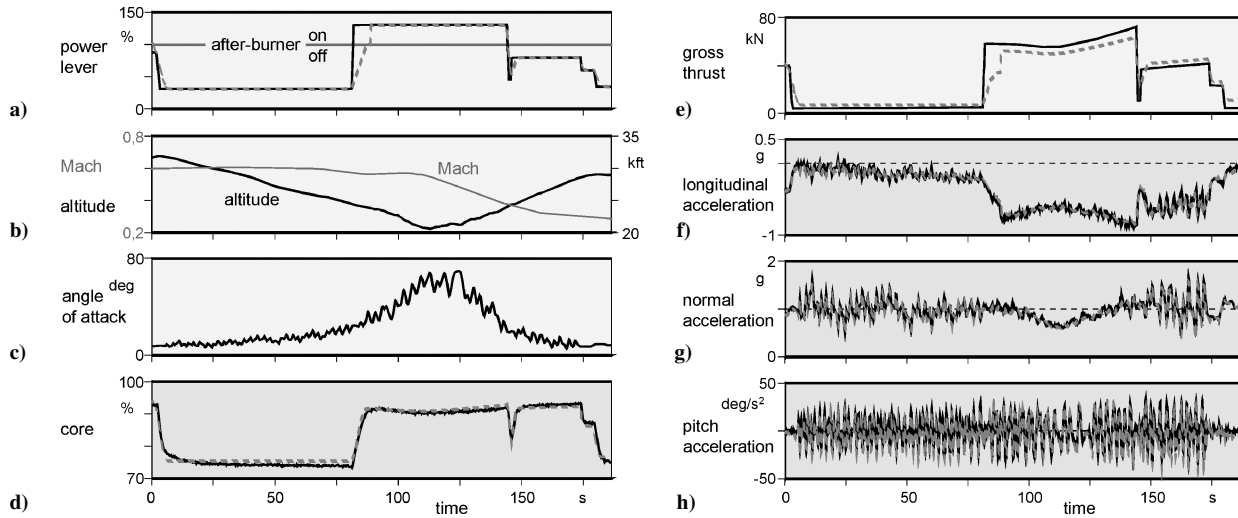 150
%
power
lever
after-burner on
off
0
a)
0,8
35
kft
Mach
Mach
altitude
altitude
b)
0,2
20
80
deg
angle
of attack
c)
0
100
%
core
d)
70
0
50
100
150
s
time
80
kN
gross
thrust
e)
0
0.5
g
longitudinal
acceleration
f)
-1
2
g
normal
acceleration
g)
0
50
deg/s²
pitch
acceleration
h)
-50
0
50
100
150
s
time